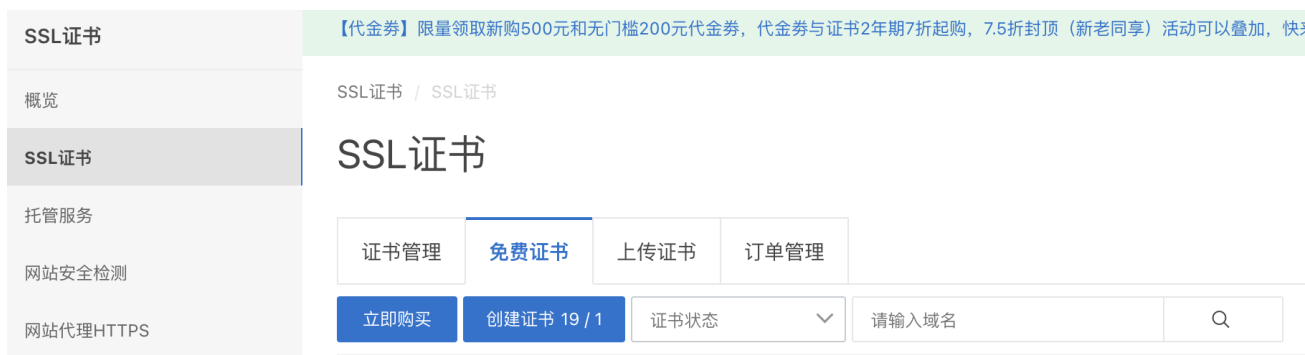 SSL证书
【代金券】限量领取新购500元和无门槛200元代金券，代金券与证书2年期7折起购，7.5折封顶（新老同享）活动可以叠加，快
概览
SSL证书 / SSL证书
SSL证书
SSL证书
托管服务
证书管理 免费证书 上传证书 订单管理
网站安全检测
立即购买 创建证书 19 / 1 证书状态 请输入域名
网站代理HTTPS